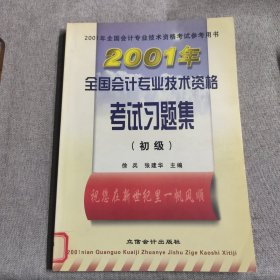 2001年全国会计专业技术资格考试参考用书
2001年
全国会计专业技术资格
考试习题集
(初级)
徐兵 张建华 主编
祝您在新世纪里一帆风顺
立信会计出版社
2001nian Quanguo Kuaiji Zhuanye Jishu Zige Kaoshi Xitiji